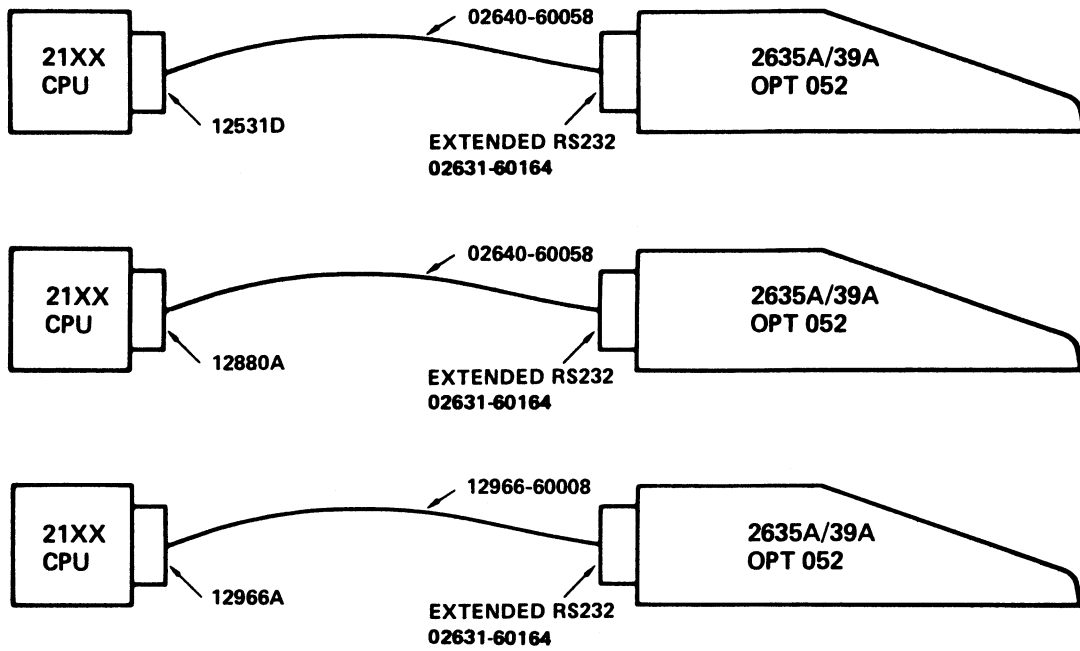 02640-60058
21XX
CPU
2635A/39A
OPT 052
12531D
EXTENDED RS232
02631-60164
02640-60058
21XX
CPU
2635A/39A
OPT 052
12880A
EXTENDED RS232
02631-60164
12966-60008
21XX
CPU
2635A/39A
OPT 052
12966A
EXTENDED RS232
02631-60164